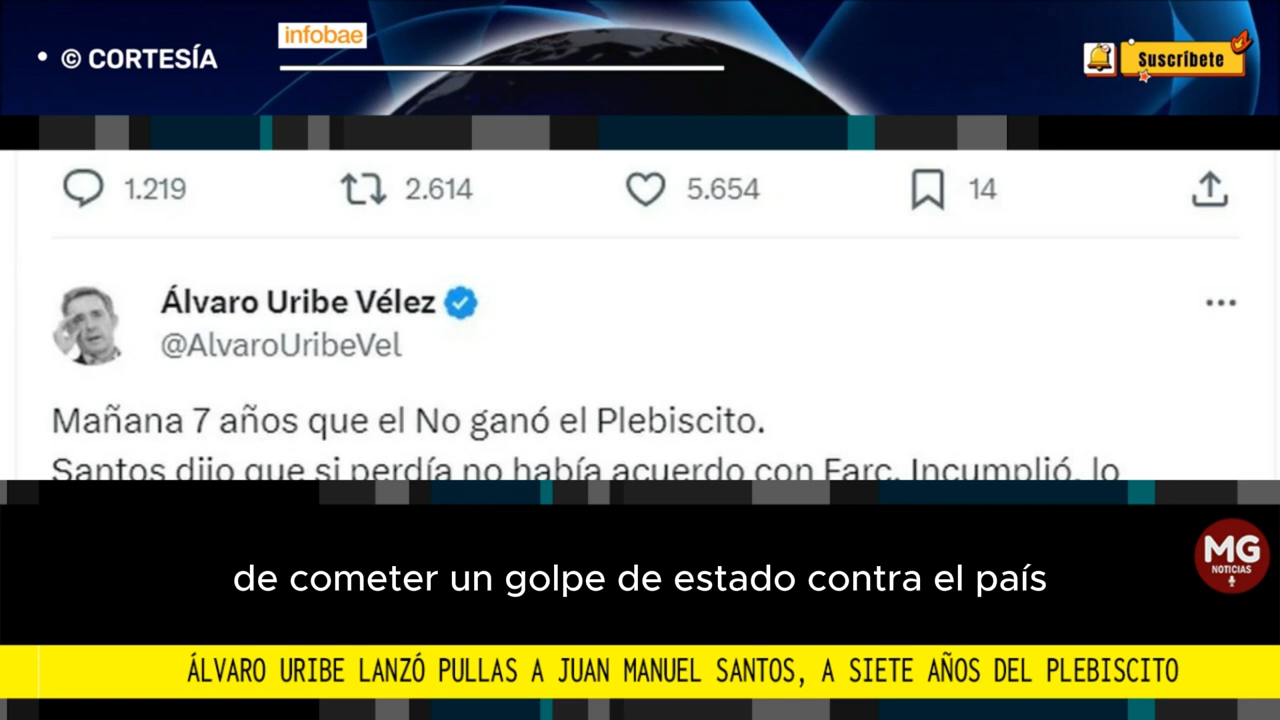 • © CORTESÍA
infobae
Suscríbete
1.219
2.614
5.654
14
Álvaro Uribe Vélez
@AlvaroUribeVel
Mañana 7 años que el No ganó el Plebiscito.
Santos dijo que si perdía no había acuerdo con Farc. Incumplió, lo
MG
NOTICIAS
de cometer un golpe de estado contra el país
ÁLVARO URIBE LANZÓ PULLAS A JUAN MANUEL SANTOS, A SIETE AÑOS DEL PLEBISCITO